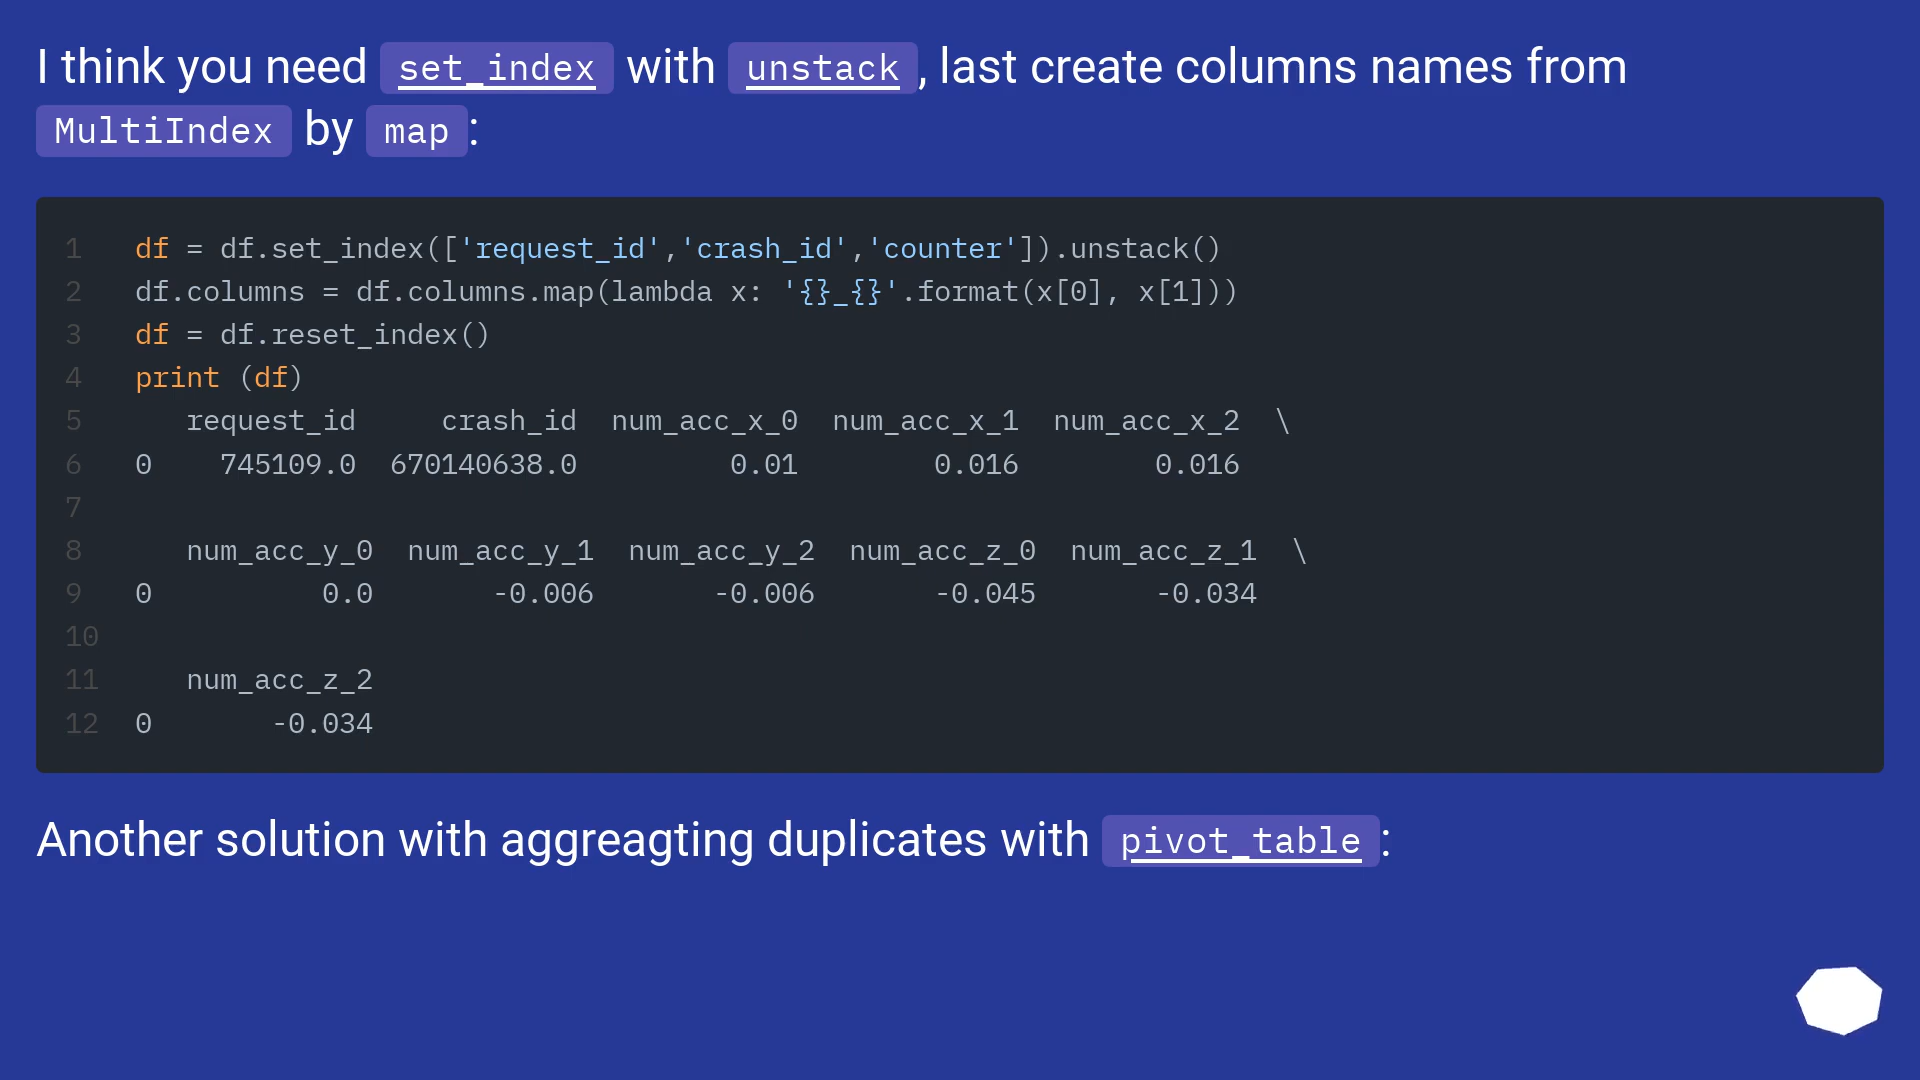 I think you need set_index with unstack, last create columns names from
MultiIndex by map:
1 df = df.set_index(['request_id','crash_id','counter']).unstack()
2 df.columns = df.columns.map(lambda x: '{}_{}'.format(x[0], x[1]))
3 df = df.reset_index()
4 print (df)
5    request_id     crash_id  num_acc_x_0  num_acc_x_1  num_acc_x_2  \
6 0    745109.0  670140638.0         0.01        0.016        0.016
7
8    num_acc_y_0  num_acc_y_1  num_acc_y_2  num_acc_z_0  num_acc_z_1  \
9 0          0.0       -0.006       -0.006       -0.045       -0.034
10
11    num_acc_z_2
12 0       -0.034
Another solution with aggreagting duplicates with pivot_table: